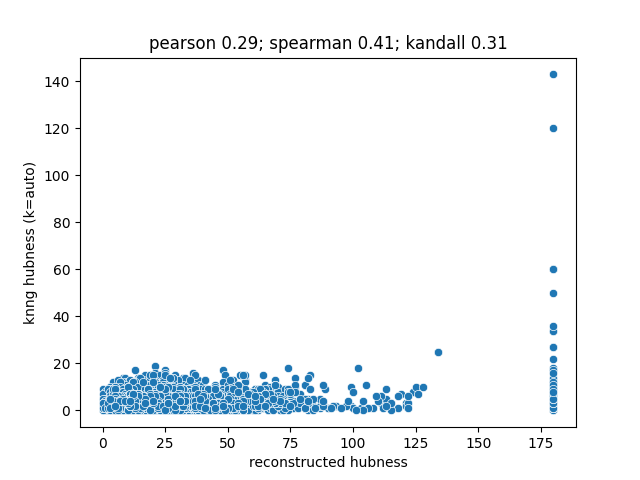 pearson 0.29; spearman 0.41; kandall 0.31
140
120
100
80
60
40
20
0
knng hubness (k=auto)
0 25 50 75 100 125 150 175
reconstructed hubness